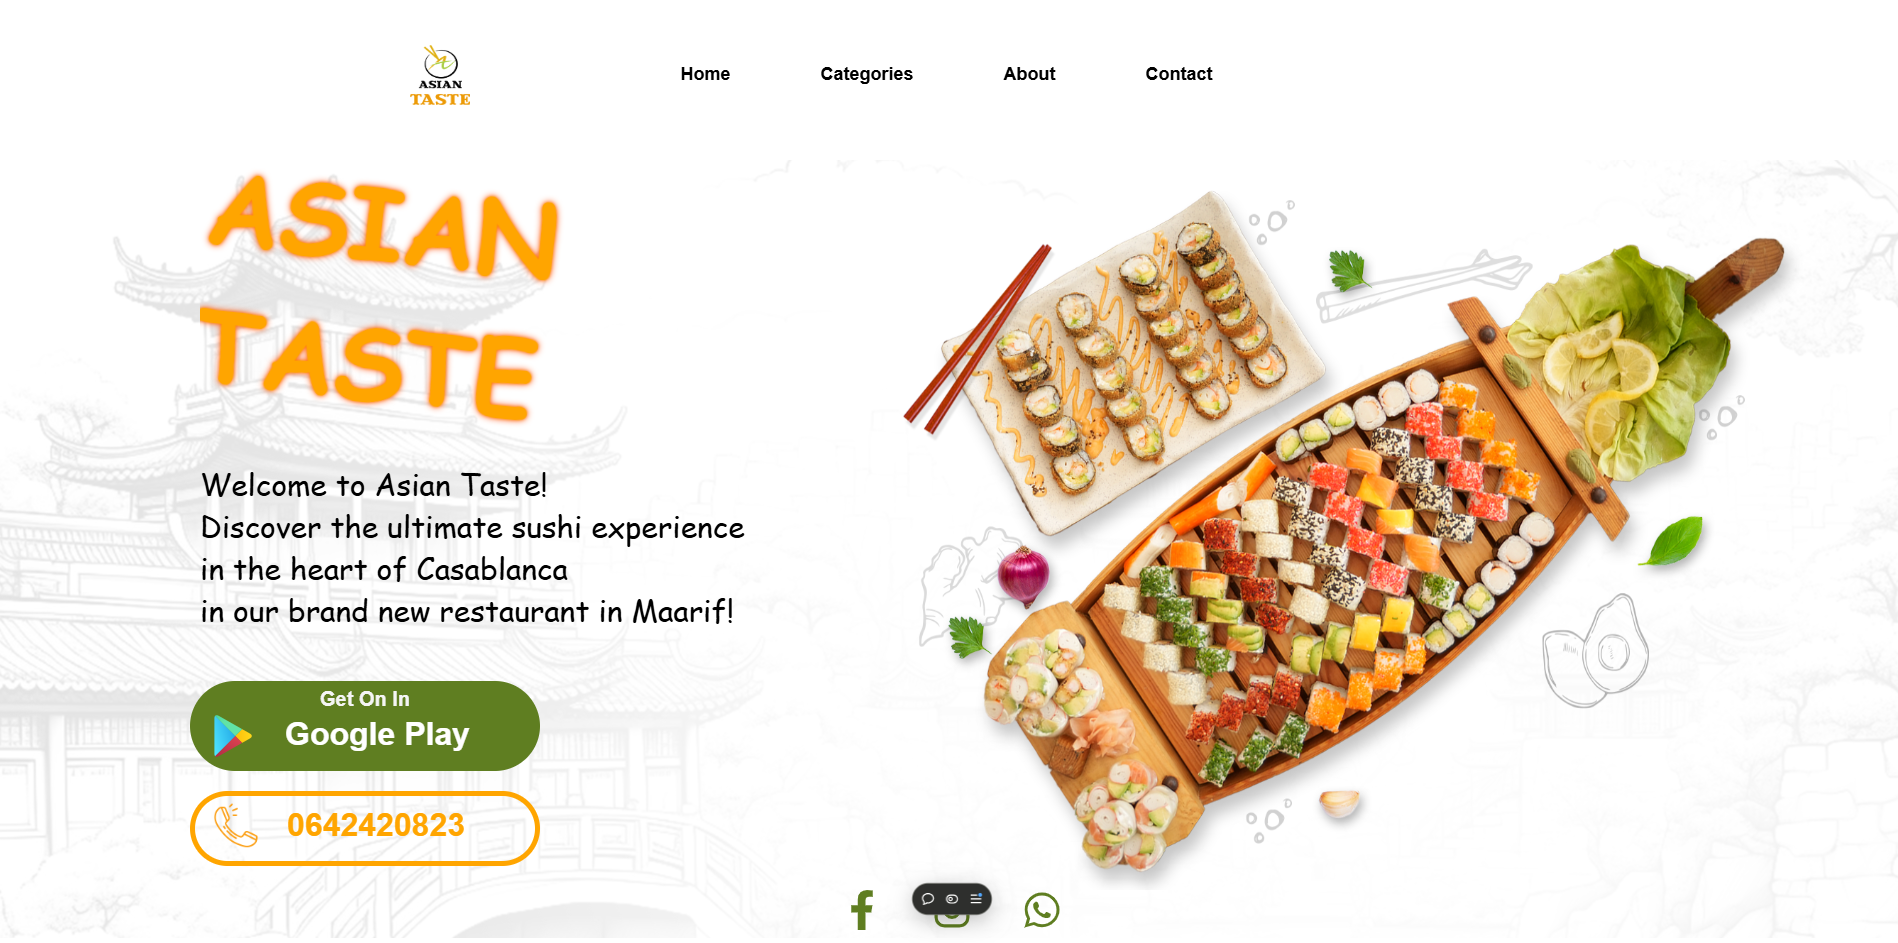 ASIAN
TASTE
Home
Categories
About
Contact
ASIAN
TASTE
Welcome to Asian Taste!
Discover the ultimate sushi experience
in the heart of Casablanca
in our brand new restaurant in Maarif!
Get On In
Google Play
0642420823